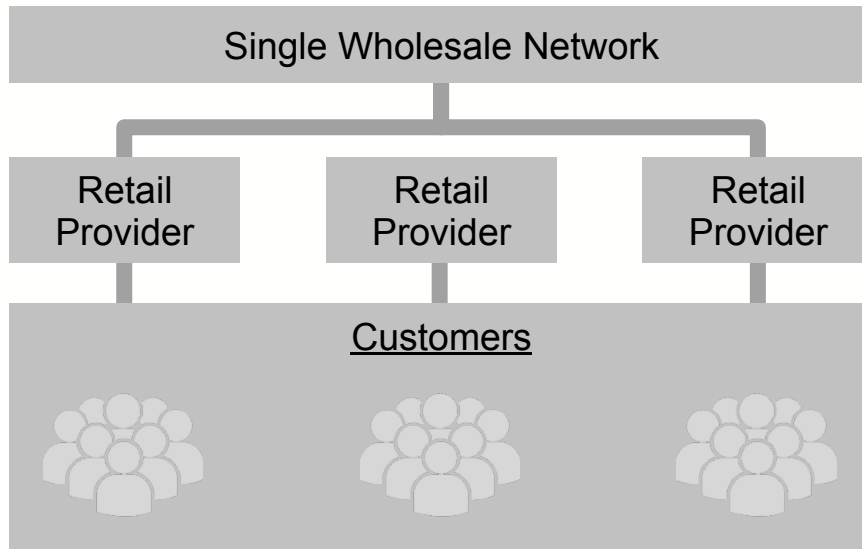 Single Wholesale Network
Retail
Provider
Retail
Provider
Retail
Provider
Customers